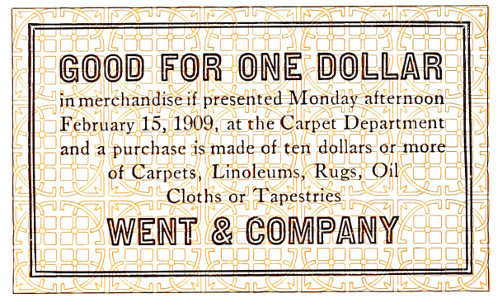 GOOD FOR ONE DOLLAR
in merchandise if presented Monday afternoon
February 15, 1909, at the Carpet Department
and a purchase is made of ten dollars or more
of Carpets, Linoleums, Rugs, Oil
Cloths or Tapestries
WENT & COMPANY